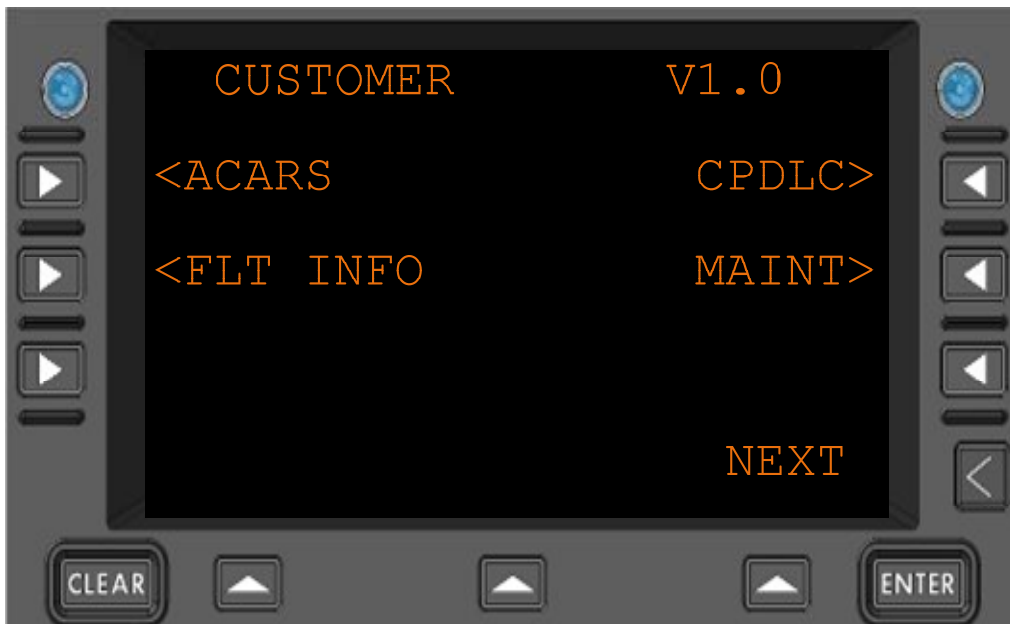 CUSTOMER V1.0
<ACARS CPDLC>
<FLT INFO MAINT>
NEXT
CLEAR ENTER